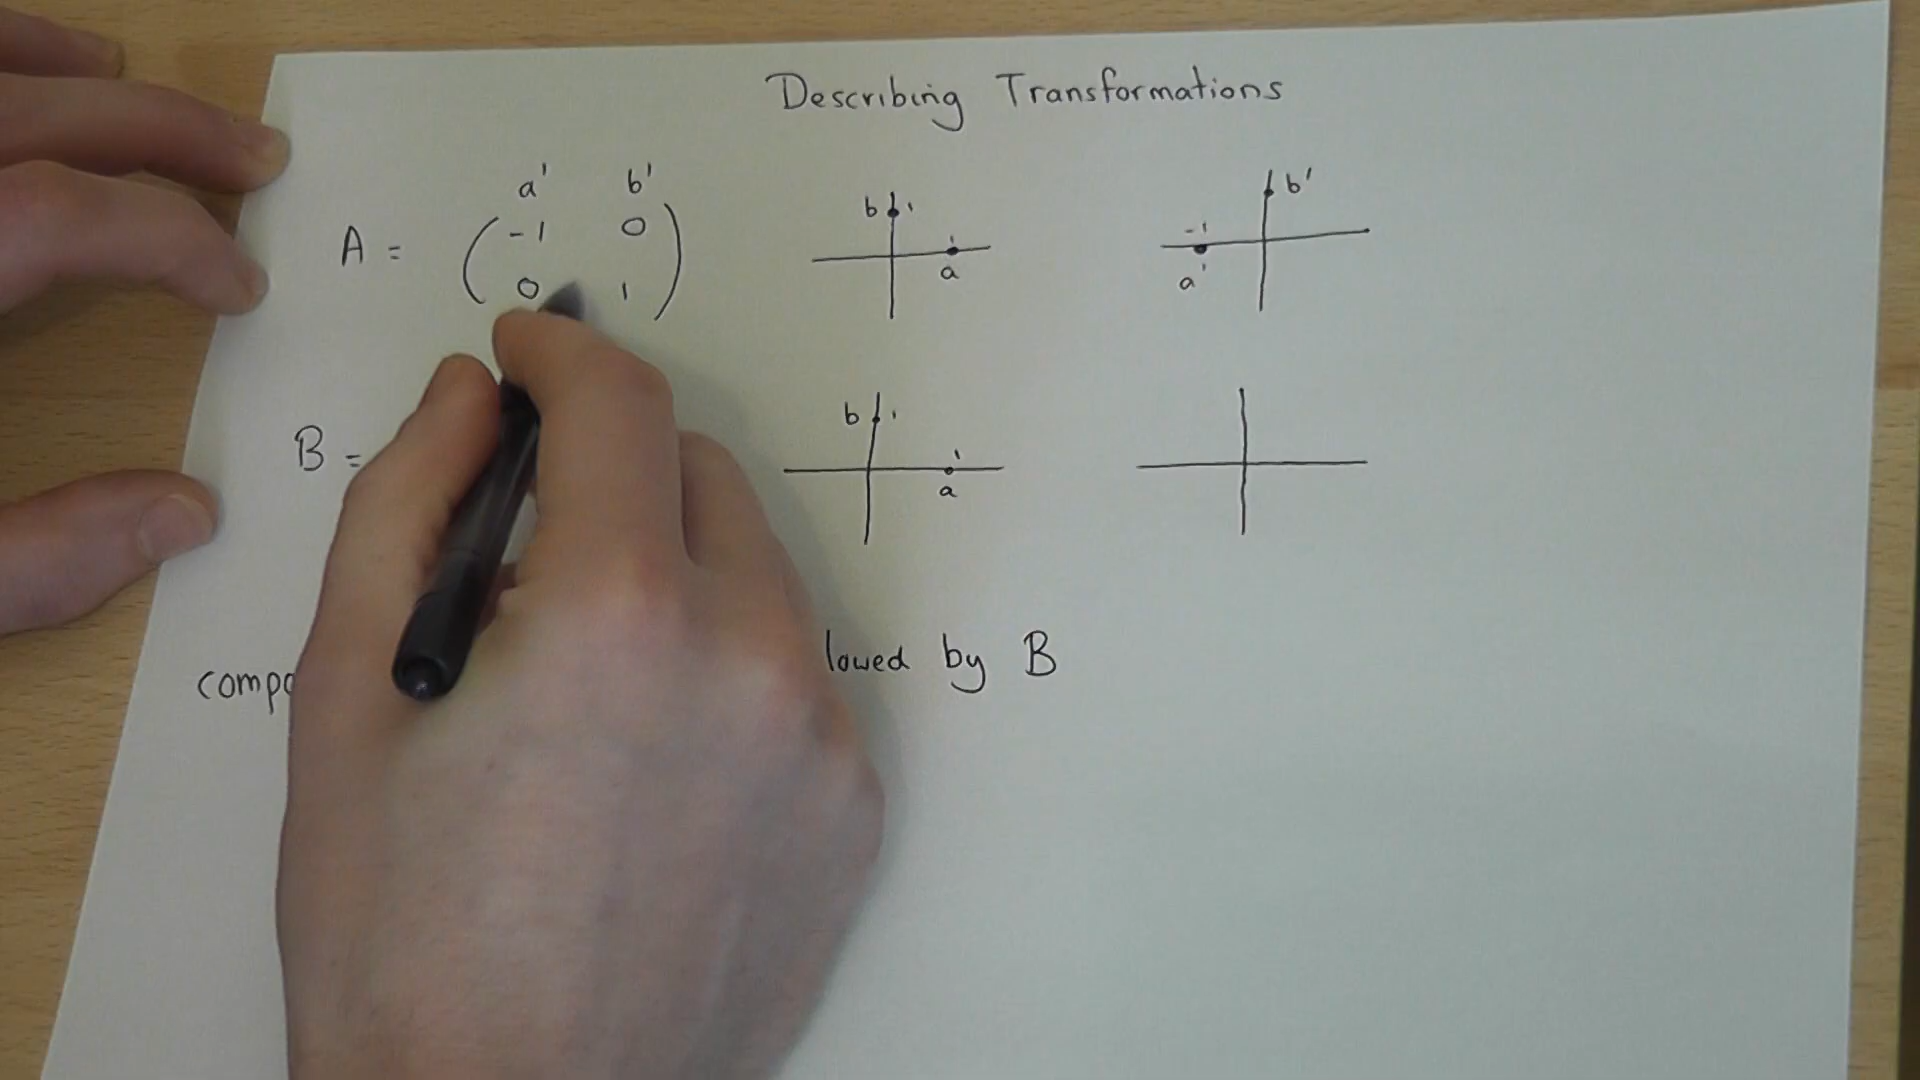 Describing Transformations
a' b'
A = ( -1 0
0 1 )
b 1
1
a
b'
-1
a'
B =
b 1
1
a
lowed by B